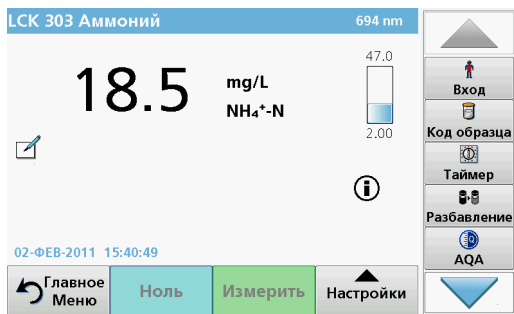 LCK 303 Аммоний 694 nm
47.0
18.5 mg/L
NH₄⁺-N
2.00
i
02-ФЕВ-2011 15:40:49
Главное
Меню
Ноль
Измерить
Настройки
Вход
Код образца
Таймер
Разбавление
AQA